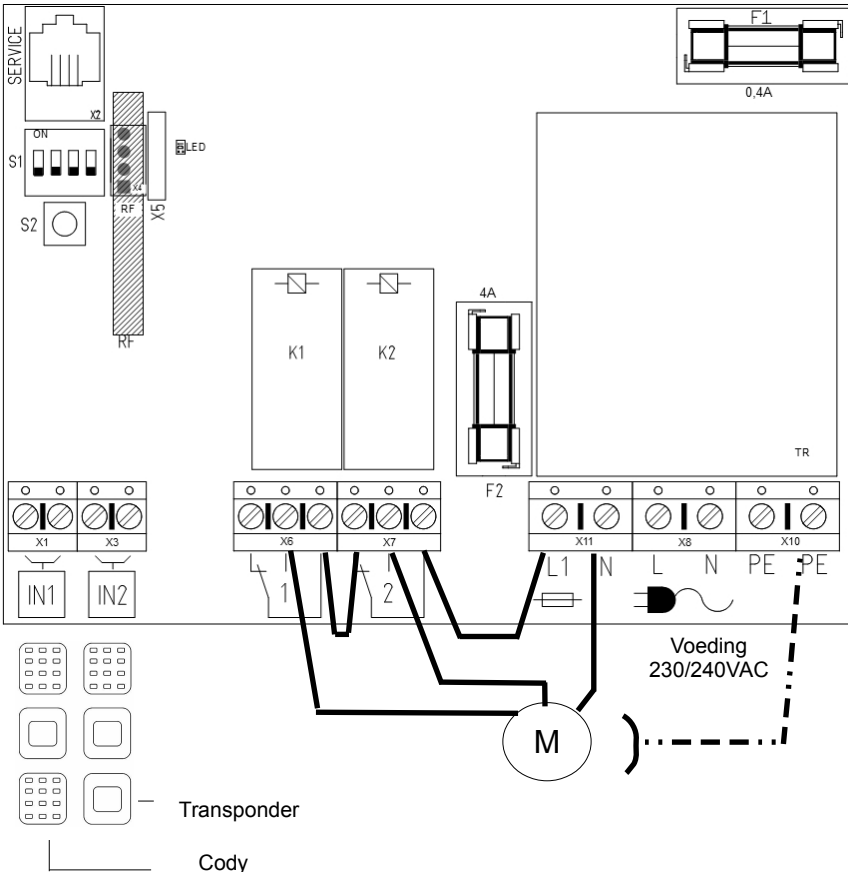 SERVICE
X2
F1
0,4A
ON
S1
X4
LED
RF
X5
S2
RF
K1
K2
4A
F2
TR
X1
X3
X6
X7
X11
X8
X10
L1
N
L
N
PE
PE
IN1
IN2
1
2
Voeding
230/240VAC
M
Transponder
Cody